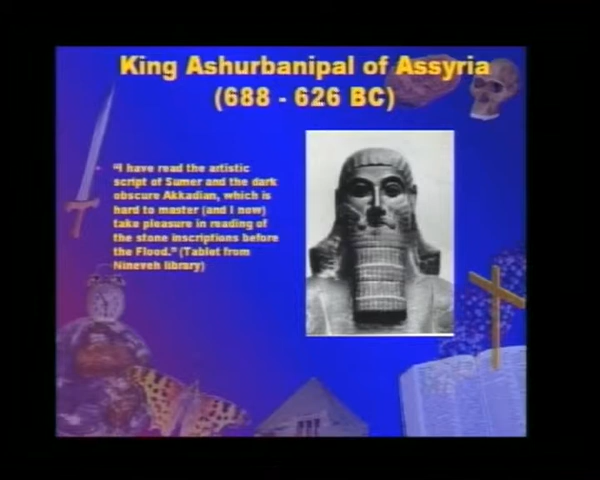 King Ashurbanipal of Assyria
(688 - 626 BC)
"I have read the artistic
script of Sumer and the dark
obscure Akkadian, which is
hard to master (and I now)
take pleasure in reading of
the stone inscriptions before
the Flood." (Tablet from
Nineveh library)